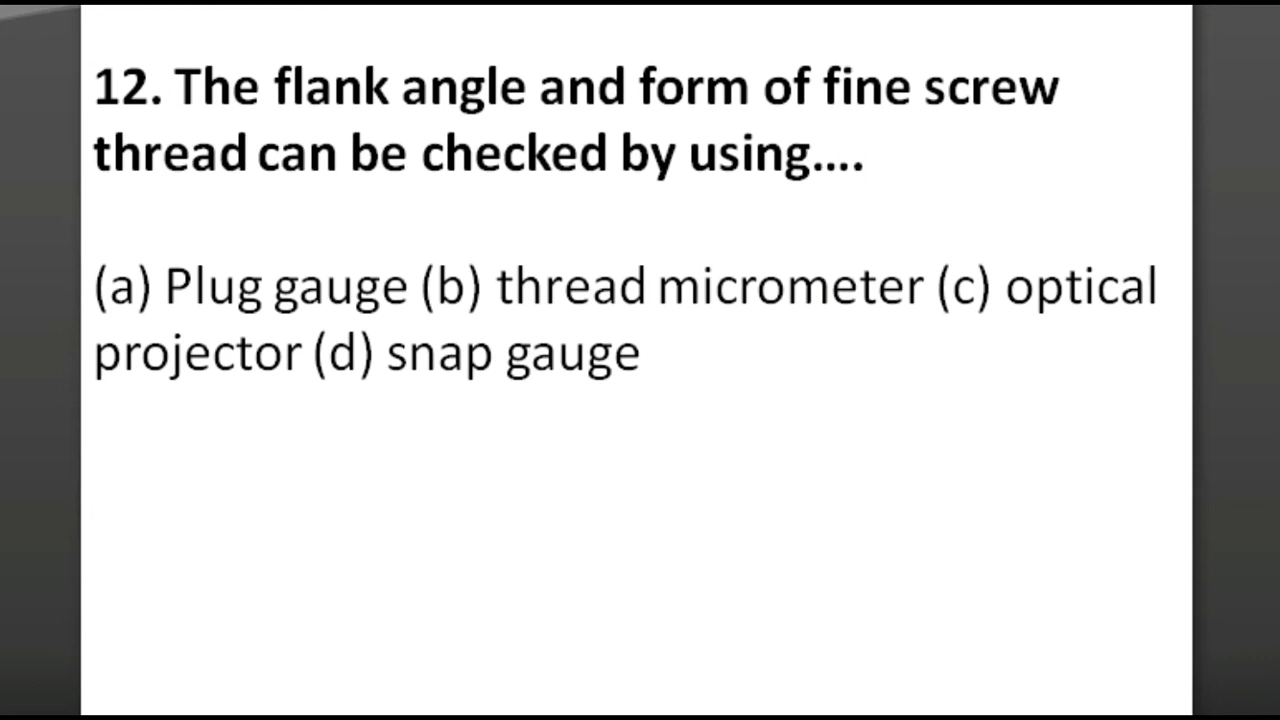 12. The flank angle and form of fine screw
thread can be checked by using....
(a) Plug gauge (b) thread micrometer (c) optical
projector (d) snap gauge